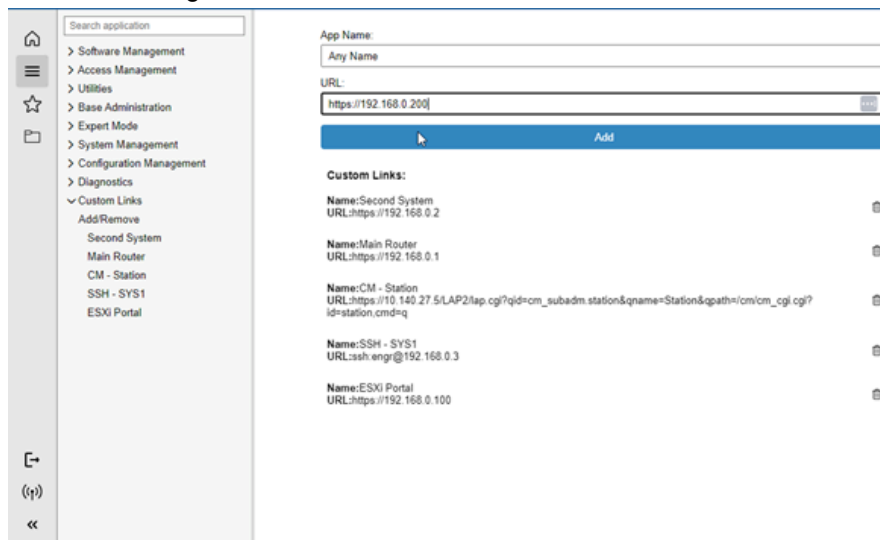 Search application
Software Management
Access Management
Utilities
Base Administration
Expert Mode
System Management
Configuration Management
Diagnostics
Custom Links
Add/Remove
Second System
Main Router
CM - Station
SSH - SYS1
ESXi Portal
App Name:
Any Name
URL:
https://192.168.0.200
Add
Custom Links:
Name:Second System
URL:https://192.168.0.2
Name:Main Router
URL:https://192.168.0.1
Name:CM - Station
URL:https://10.140.27.5/LAP2/lap.cgi?qid=cm_subadm.station&qname=Station&qpath=/cm/cm_cgi.cgi?
id=station,cmd=q
Name:SSH - SYS1
URL:ssh:engr@192.168.0.3
Name:ESXi Portal
URL:https://192.168.0.100